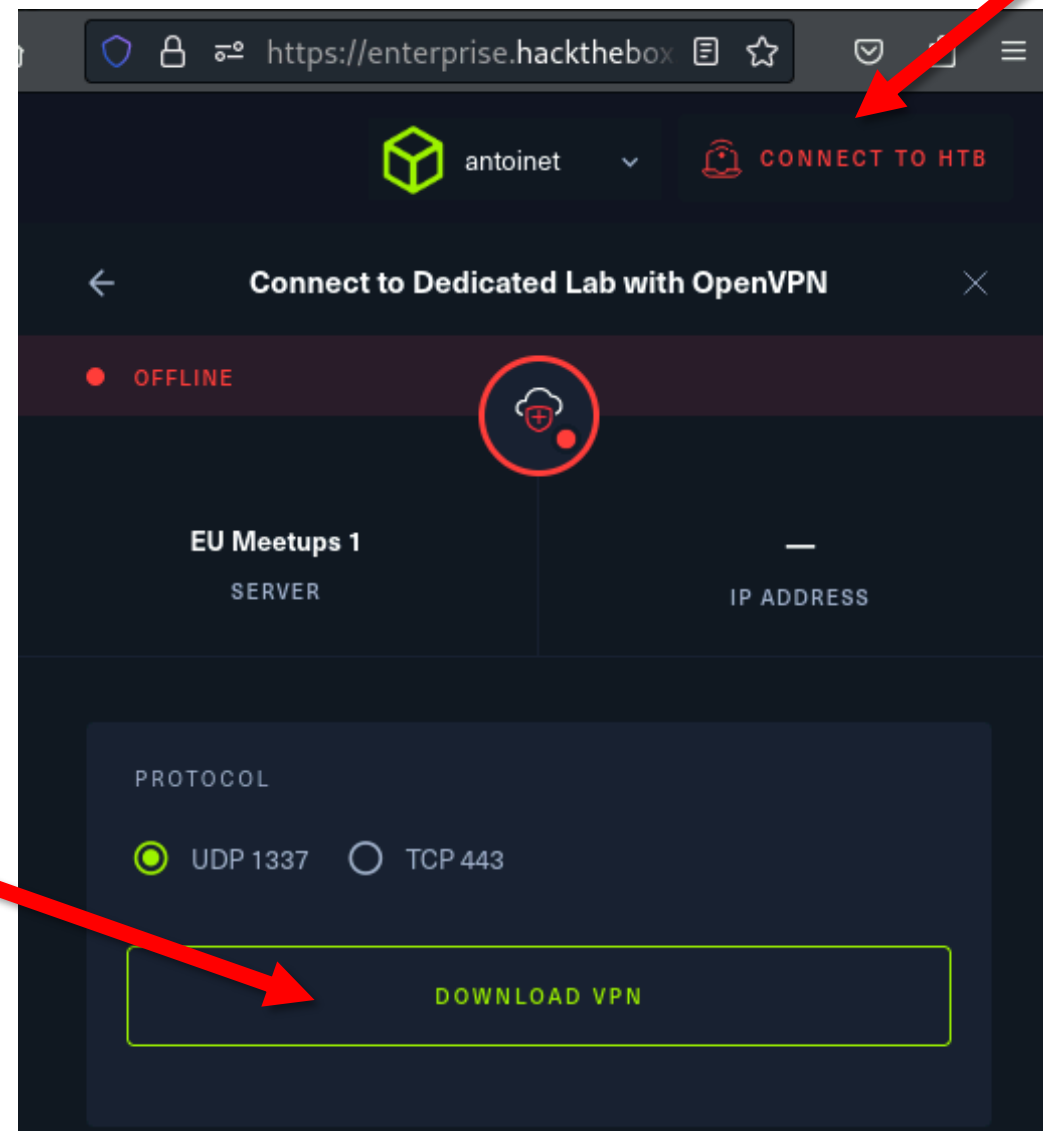 https://enterprise.hackthebox
antoinet
CONNECT TO HTB
Connect to Dedicated Lab with OpenVPN
OFFLINE
EU Meetups 1
SERVER
—
IP ADDRESS
PROTOCOL
UDP 1337 TCP 443
DOWNLOAD VPN